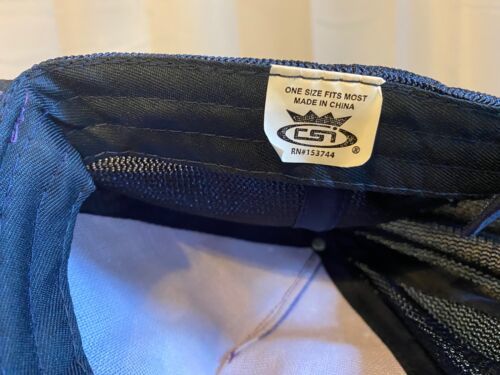 ONE SIZE FITS MOST
MADE IN CHINA
CSI
®
RN#153744